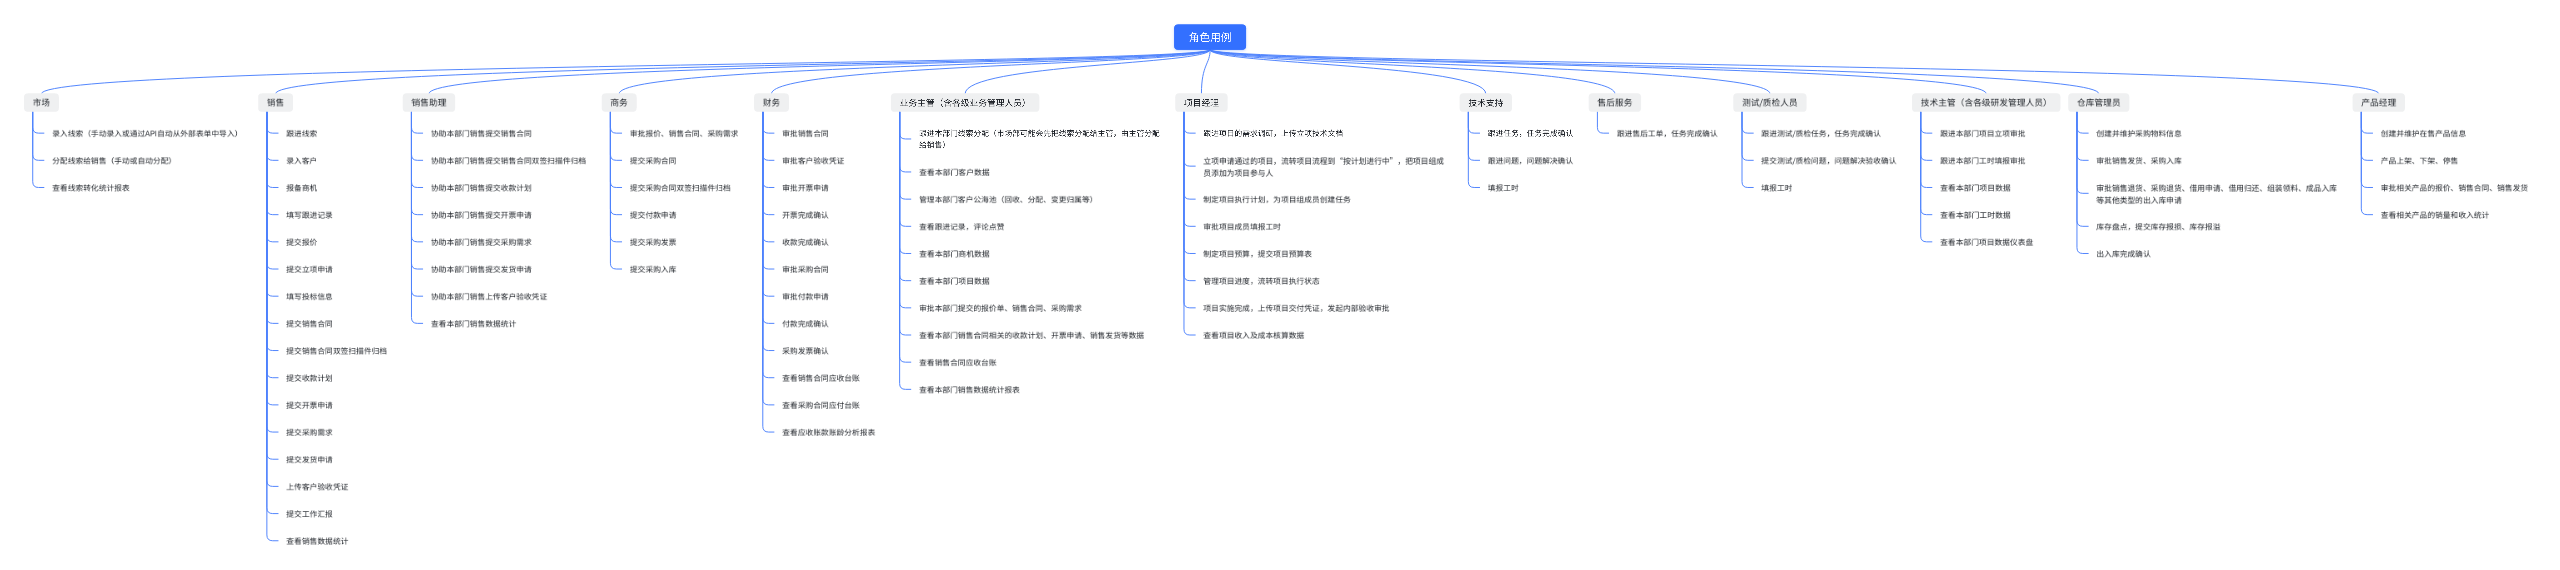 角色用例
市场
录入线索（手动录入或通过API自动从外部表单中导入）
分配线索给销售（手动或自动分配）
查看线索转化统计报表
销售
跟进线索
录入客户
报备商机
填写跟进记录
提交报价
提交立项申请
填写投标信息
提交销售合同
提交销售合同双签扫描件归档
提交收款计划
提交开票申请
提交采购需求
提交发货申请
上传客户验收凭证
提交工作汇报
查看销售数据统计
销售助理
协助本部门销售提交销售合同
协助本部门销售提交销售合同双签扫描件归档
协助本部门销售提交收款计划
协助本部门销售提交开票申请
协助本部门销售提交采购需求
协助本部门销售提交发货申请
协助本部门销售上传客户验收凭证
查看本部门销售数据统计
商务
审批报价、销售合同、采购需求
提交采购合同
提交采购合同双签扫描件归档
提交付款申请
提交采购发票
提交采购入库
财务
审批销售合同
审批客户验收凭证
审批开票申请
开票完成确认
收款完成确认
审批采购合同
审批付款申请
付款完成确认
采购发票确认
查看销售合同应收台账
查看采购合同应付台账
查看应收账款账龄分析报表
业务主管（含各级业务管理人员）
跟进本部门线索分配（市场部可能会先把线索分配给主管，由主管分配
给销售）
查看本部门客户数据
管理本部门客户公海池（回收、分配、变更归属等）
查看跟进记录，评论点赞
查看本部门商机数据
查看本部门项目数据
审批本部门提交的报价单、销售合同、采购需求
查看本部门销售合同相关的收款计划、开票申请、销售发货等数据
查看销售合同应收台账
查看本部门销售数据统计报表
项目经理
跟进项目的需求调研，上传立项技术文档
立项申请通过的项目，流转项目流程到“按计划进行中”，把项目组成
员添加为项目参与人
制定项目执行计划，为项目组成员创建任务
审批项目成员填报工时
制定项目预算，提交项目预算表
管理项目进度，流转项目执行状态
项目实施完成，上传项目交付凭证，发起内部验收审批
查看项目收入及成本核算数据
技术支持
跟进任务，任务完成确认
跟进问题，问题解决确认
填报工时
售后服务
跟进售后工单，任务完成确认
测试/质检人员
跟进测试/质检任务，任务完成确认
提交测试/质检问题，问题解决验收确认
填报工时
技术主管（含各级研发管理人员）
跟进本部门项目立项审批
跟进本部门工时填报审批
查看本部门项目数据
查看本部门工时数据
查看本部门项目数据仪表盘
仓库管理员
创建并维护采购物料信息
审批销售发货、采购入库
审批销售退货、采购退货、借用申请、借用归还、组装领料、成品入库
等其他类型的出入库申请
库存盘点，提交库存报损、库存报溢
出入库完成确认
产品经理
创建并维护在售产品信息
产品上架、下架、停售
审批相关产品的报价、销售合同、销售发货
查看相关产品的销量和收入统计